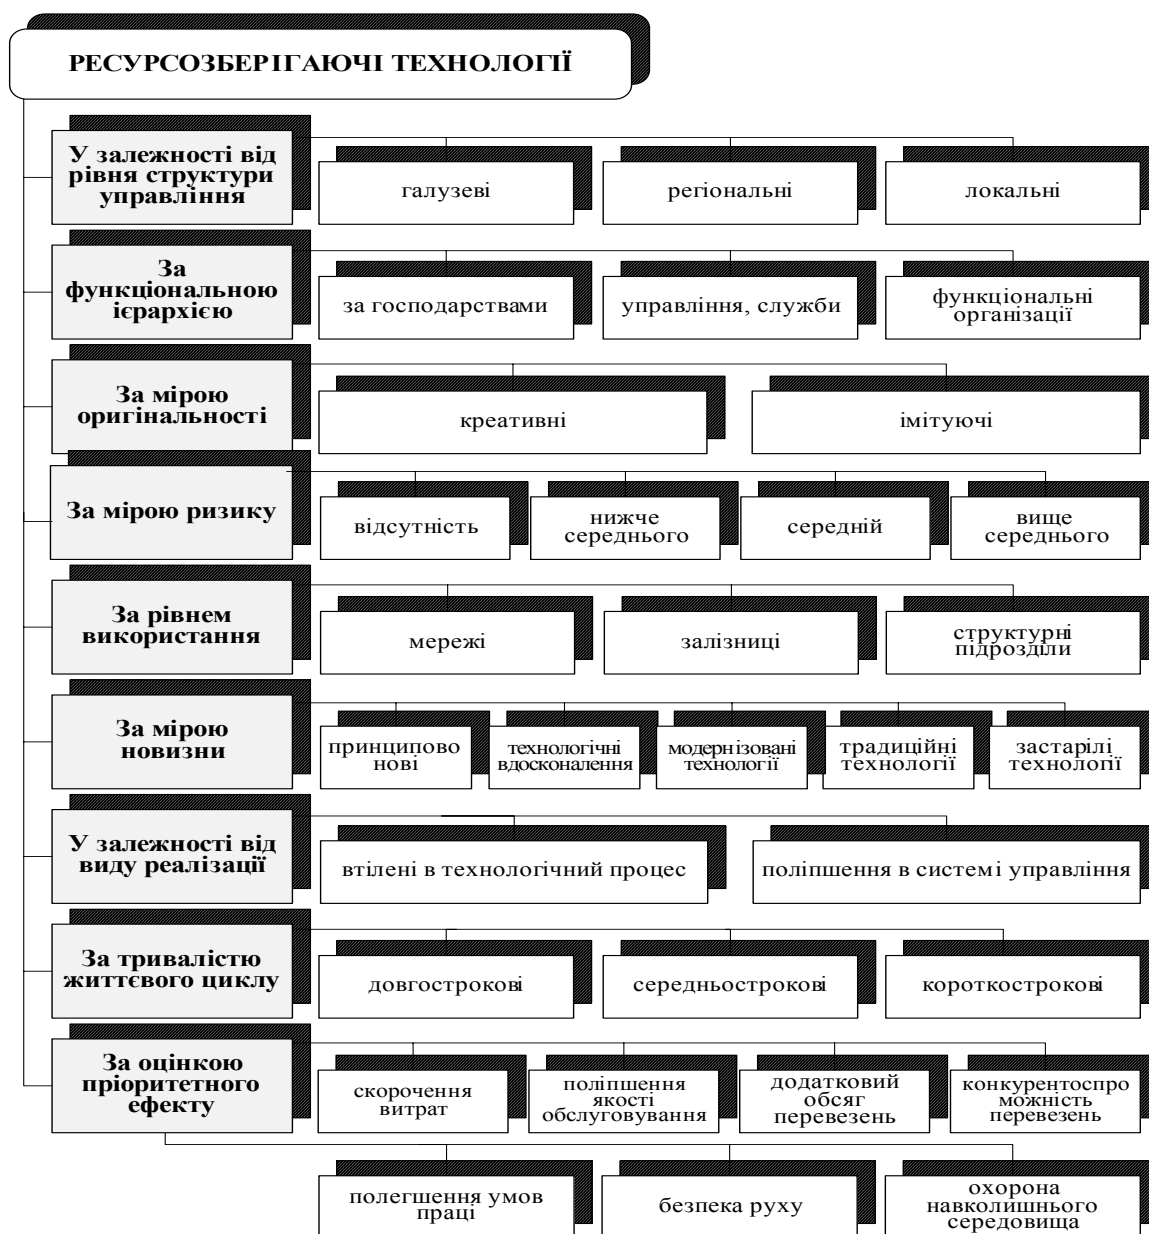 РЕСУРСОЗБЕРІГАЮЧІ ТЕХНОЛОГІЇ
У залежності від
рівня структури
управління
галузеві
регіональні
локальні
За
функціональною
ієрархією
за господарствами
управління, служби
функціональні
організації
За мірою
оригінальності
креативні
імітуючі
За мірою ризику
відсутність
нижче
середнього
середній
вище
середнього
За рівнем
використання
мережі
залізниці
структурні
підрозділи
За мірою
новизни
принципово
нові
технологічні
вдосконалення
модернізовані
технології
традиційні
технології
застарілі
технології
У залежності від
виду реалізації
втілені в технологічний процес
поліпшення в системі управління
За тривалістю
життєвого циклу
довгострокові
середньострокові
короткострокові
За оцінкою
пріоритетного
ефекту
скорочення
витрат
поліпшення
якості
обслуговування
додатковий
обсяг
перевезень
конкурентоспро
можність
перевезень
полегшення умов
праці
безпека руху
охорона
навколишнього
середовища